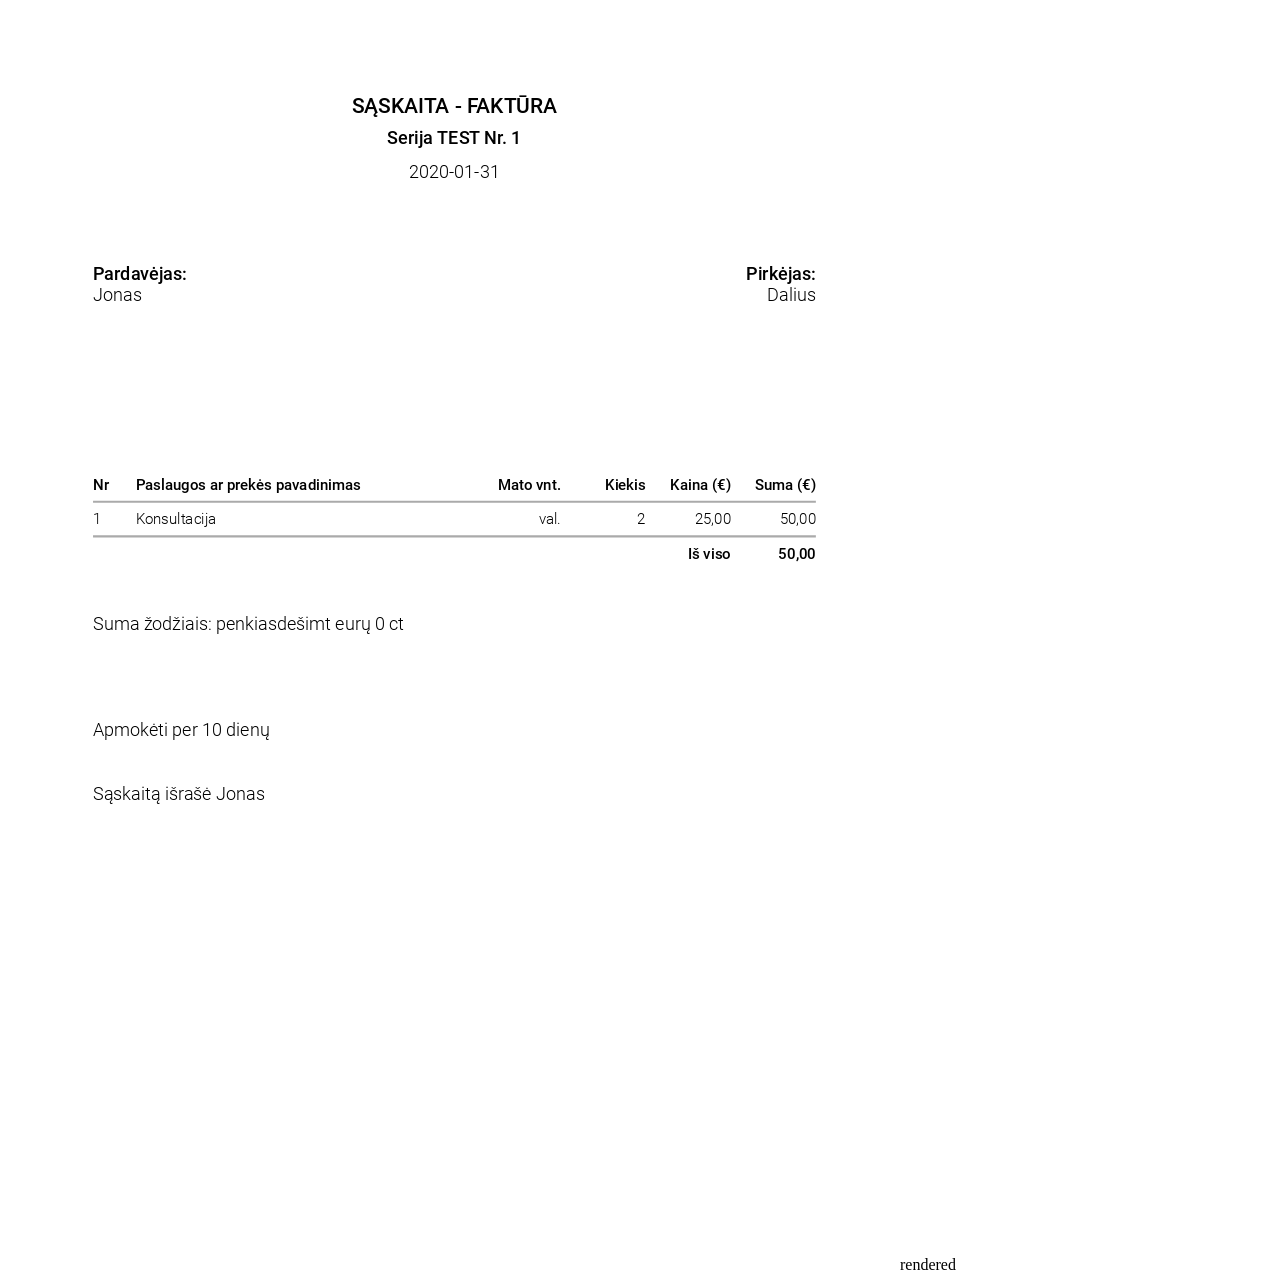 SĄSKAITA - FAKTŪRA
Serija TEST Nr. 1
2020-01-31
Pardavėjas: Pirkėjas:
Jonas Dalius
Nr Paslaugos ar prekės pavadinimas Mato vnt. Kiekis Kaina (€) Suma (€)
1 Konsultacija val. 2 25,00 50,00
Iš viso 50,00
Suma žodžiais: penkiasdešimt eurų 0 ct
Apmokėti per 10 dienų
Sąskaitą išrašė Jonas
rendered